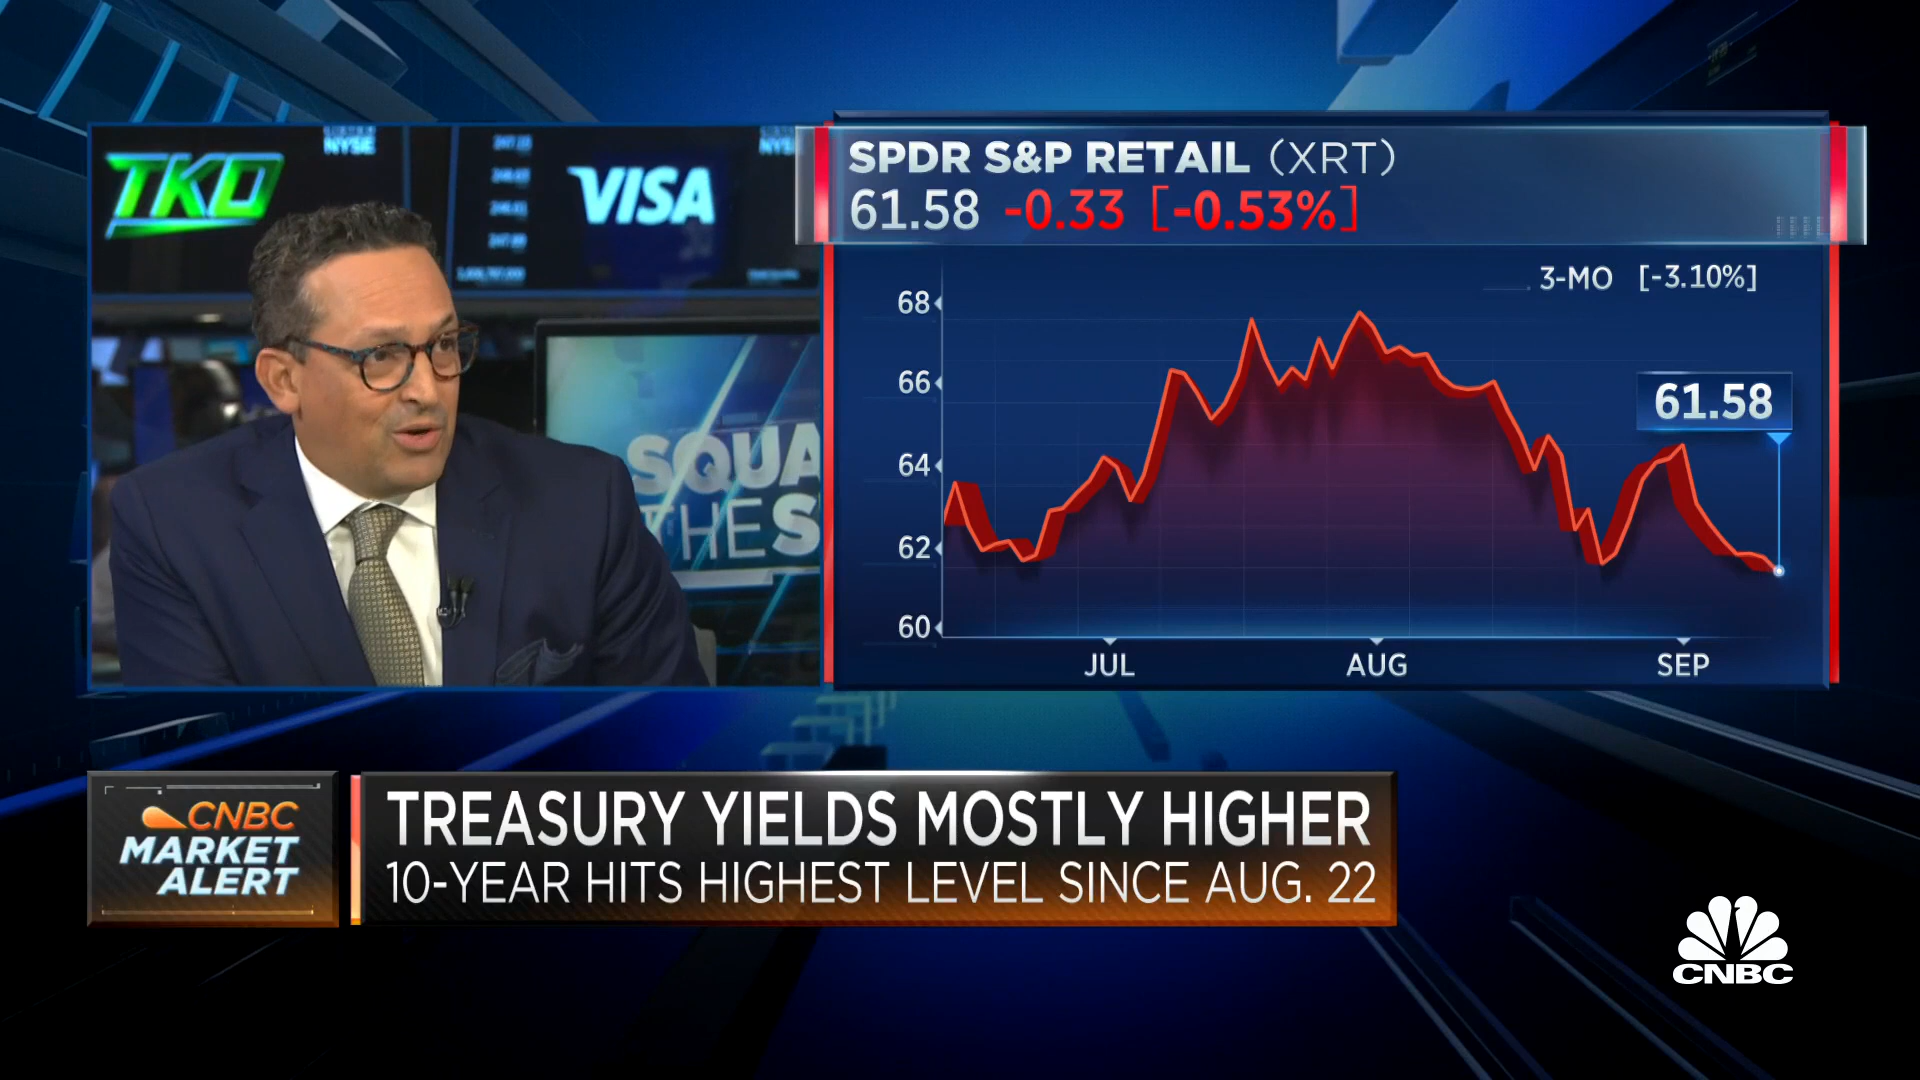 TKO
NYSE
VISA
SQUA
THE S
SPDR S&P RETAIL (XRT)
61.58 -0.33 [-0.53%]
3-MO [-3.10%]
68
66
64
62
60
61.58
JUL AUG SEP
CNBC
MARKET
ALERT
TREASURY YIELDS MOSTLY HIGHER
10-YEAR HITS HIGHEST LEVEL SINCE AUG. 22
CNBC